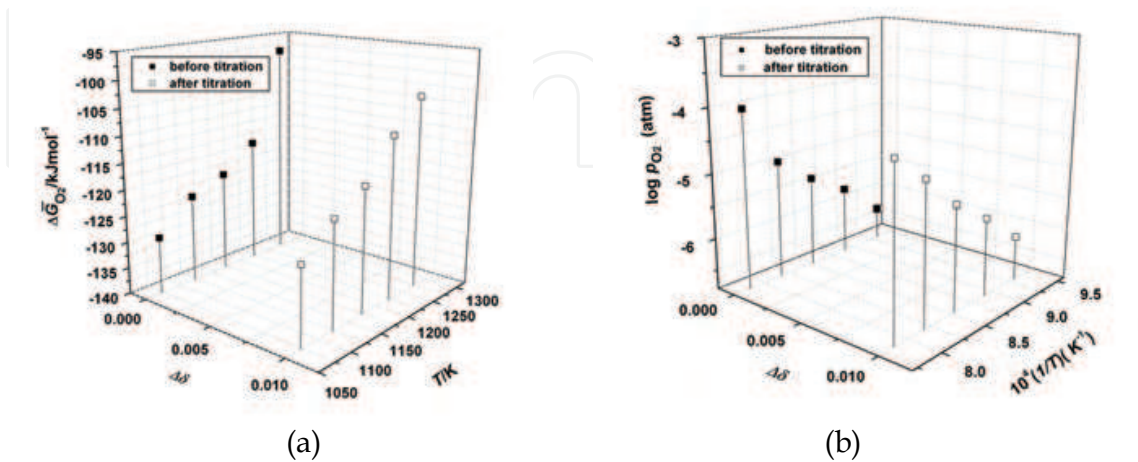 -95
-100
-105
-110
-115
-120
-125
-130
-135
-140
ΔG̅O₂/kJmol⁻¹
before titration
after titration
0.000
0.005
0.010
Δδ
1050
1100
1150
1200
1250
1300
T/K
(a)
-3
-4
-5
-6
log pO₂ (atm)
before titration
after titration
0.000
0.005
0.010
Δδ
8.0
8.5
9.0
9.5
10⁴(1/T)( K⁻¹)
(b)